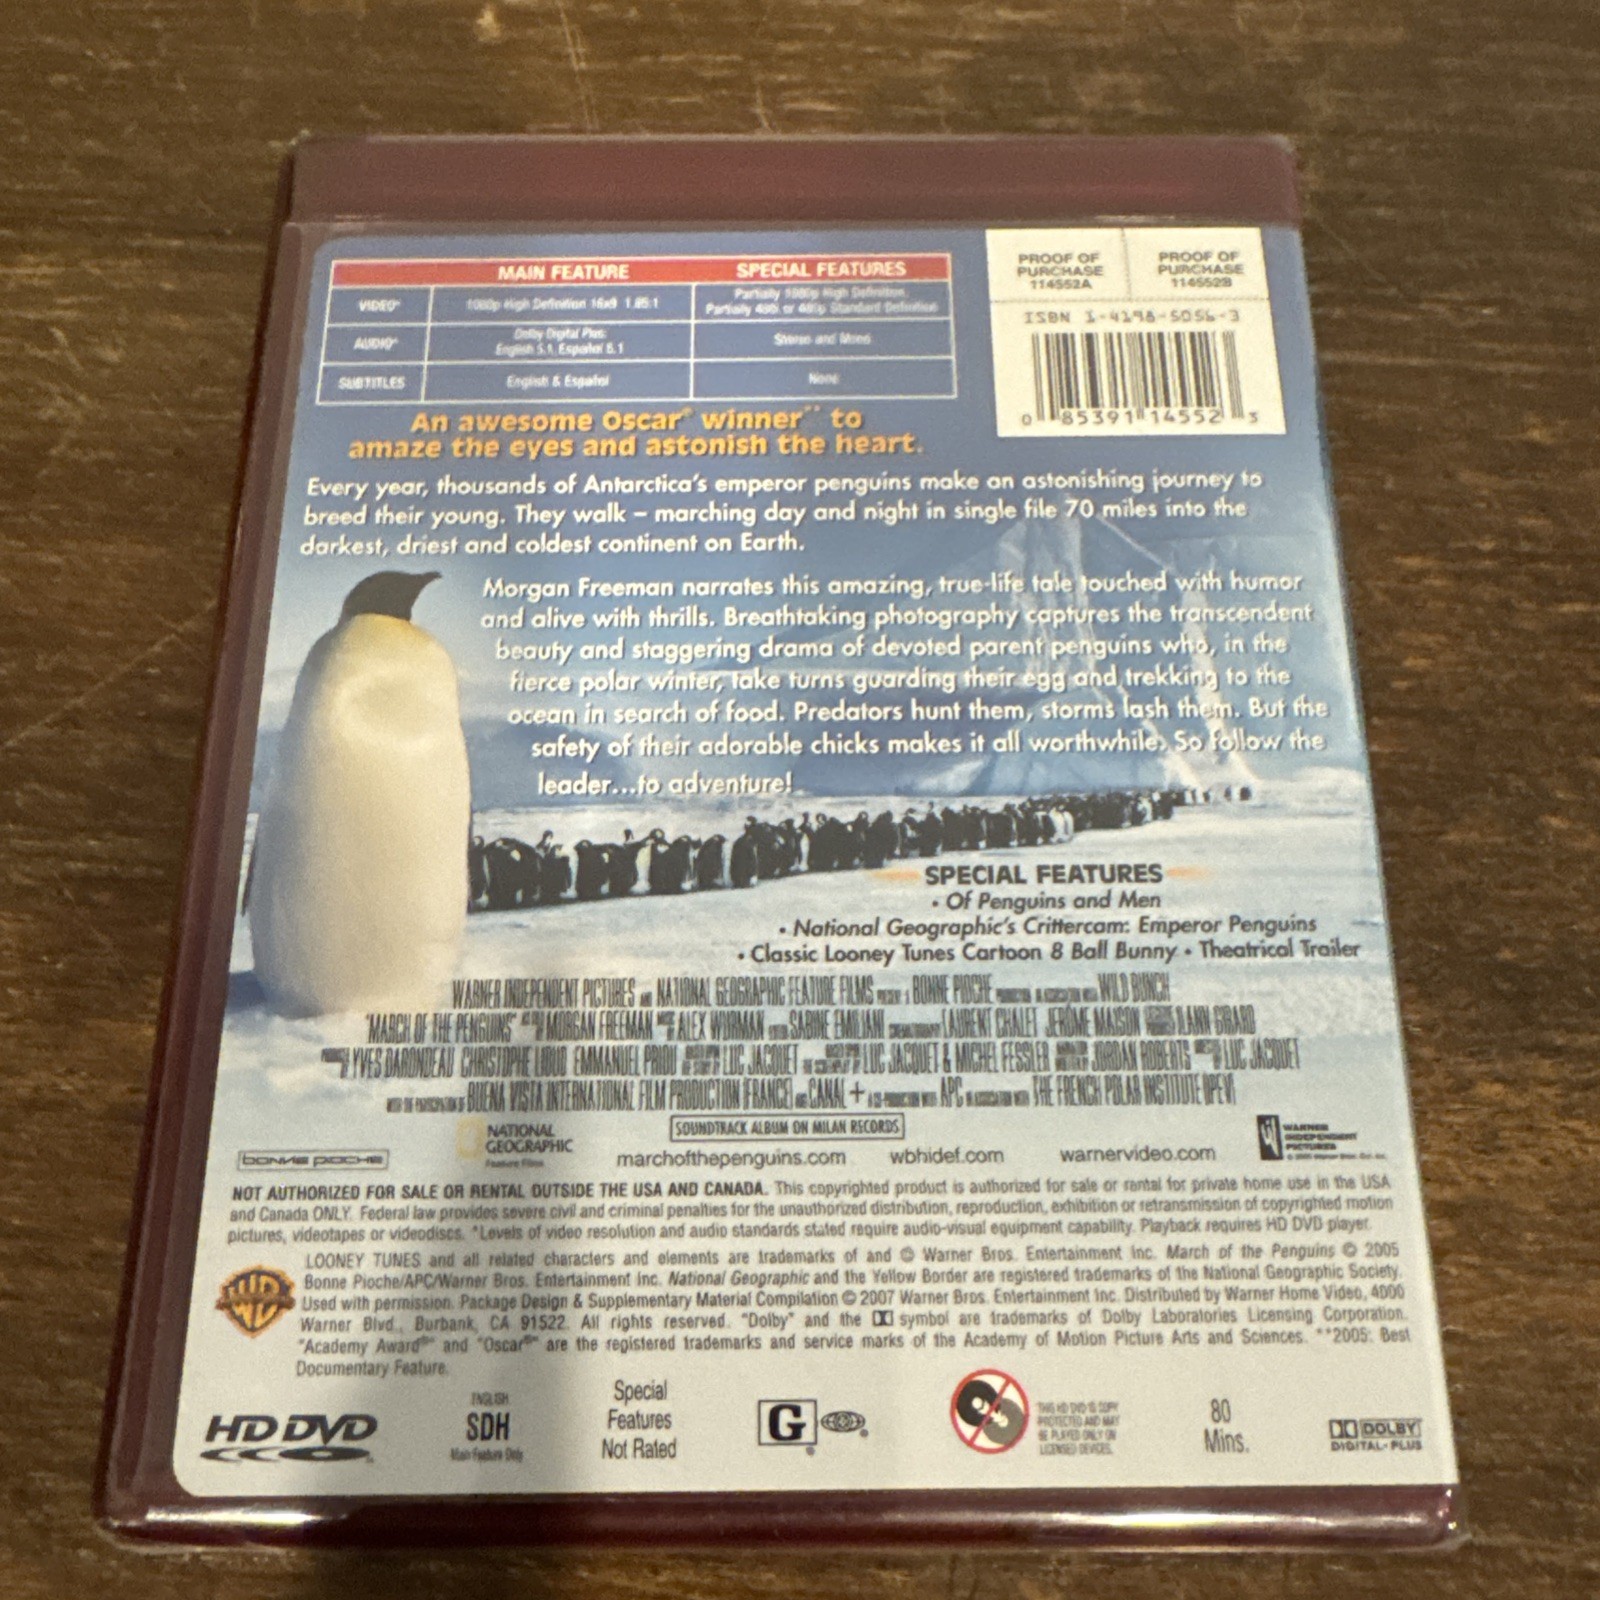 MAIN FEATURE SPECIAL FEATURES
VIDEO* 1080p High Definition 16x9 1.85:1 Partially 1080p High Definition,
Partially 480i or 480p Standard Definition
AUDIO* Dolby Digital Plus:
English 5.1, Español 5.1 Stereo and Mono
SUBTITLES English & Español None
PROOF OF PURCHASE 114552A
PROOF OF PURCHASE 114552B
ISBN 1-4198-5056-3
0 85391 14552 3
An awesome Oscar® winner** to
amaze the eyes and astonish the heart.
Every year, thousands of Antarctica's emperor penguins make an astonishing journey to
breed their young. They walk – marching day and night in single file 70 miles into the
darkest, driest and coldest continent on Earth.
Morgan Freeman narrates this amazing, true-life tale touched with humor
and alive with thrills. Breathtaking photography captures the transcendent
beauty and staggering drama of devoted parent penguins who, in the
fierce polar winter, take turns guarding their egg and trekking to the
ocean in search of food. Predators hunt them, storms lash them. But the
safety of their adorable chicks makes it all worthwhile. So follow the
leader...to adventure!
SPECIAL FEATURES
• Of Penguins and Men
• National Geographic's Crittercam: Emperor Penguins
• Classic Looney Tunes Cartoon 8 Ball Bunny • Theatrical Trailer
WARNER INDEPENDENT PICTURES AND NATIONAL GEOGRAPHIC FEATURE FILMS BONNE PIOCHE WILD BUNCH
"MARCH OF THE PENGUINS" MORGAN FREEMAN ALEX WURMAN SABINE EMILIANI LAURENT CHALET JERÔME MAISON
YVES DARONDEAU CHRISTOPHE LIOUD EMMANUEL PRIOU LUC JACQUET LUC JACQUET & MICHEL FESSLER JORDAN ROBERTS LUC JACQUET
BUENA VISTA INTERNATIONAL FILM PRODUCTION (FRANCE) CANAL+ APC THE FRENCH POLAR INSTITUTE (IPEV)
bonne pioche
NATIONAL
GEOGRAPHIC
Feature Films
SOUNDTRACK ALBUM ON MILAN RECORDS
marchofthepenguins.com wbhidef.com warnervideo.com
WARNER
INDEPENDENT
PICTURES
NOT AUTHORIZED FOR SALE OR RENTAL OUTSIDE THE USA AND CANADA. This copyrighted product is authorized for sale or rental for private home use in the USA
and Canada ONLY. Federal law provides severe civil and criminal penalties for the unauthorized distribution, reproduction, exhibition or retransmission of copyrighted motion
pictures, videotapes or videodiscs. *Levels of video resolution and audio standards stated require audio-visual equipment capability. Playback requires HD DVD player.
LOONEY TUNES and all related characters and elements are trademarks of and © Warner Bros. Entertainment Inc. March of the Penguins © 2005
Bonne Pioche/APC/Warner Bros. Entertainment Inc. National Geographic and the Yellow Border are registered trademarks of the National Geographic Society.
Used with permission. Package Design & Supplementary Material Compilation © 2007 Warner Bros. Entertainment Inc. Distributed by Warner Home Video, 4000
Warner Blvd., Burbank, CA 91522. All rights reserved. "Dolby" and the symbol are trademarks of Dolby Laboratories Licensing Corporation.
"Academy Award®" and "Oscar®" are the registered trademarks and service marks of the Academy of Motion Picture Arts and Sciences. **2005: Best
Documentary Feature.
WB
HD DVD
ENGLISH
SDH
Main Feature Only
Special
Features
Not Rated
G
THIS HD DVD IS COPY
PROTECTED AND MAY
BE PLAYED ONLY ON
LICENSED DEVICES.
80
Mins.
DOLBY
DIGITAL PLUS